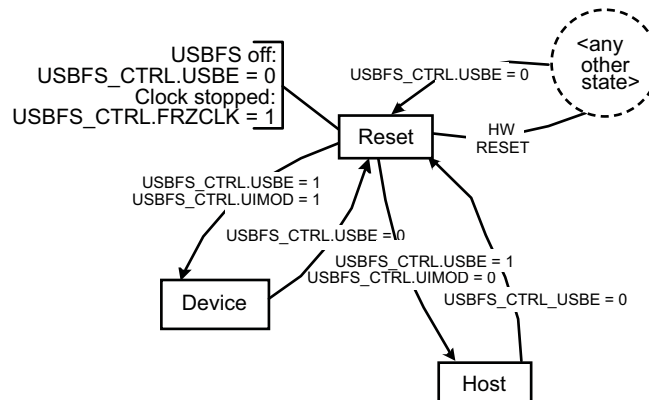 USBFS off:
USBFS_CTRL.USBE = 0
Clock stopped:
USBFS_CTRL.FRZCLK = 1
<any
other
state>
USBFS_CTRL.USBE = 0
Reset
HW
RESET
USBFS_CTRL.USBE = 1
USBFS_CTRL.UIMOD = 1
USBFS_CTRL.USBE = 0
USBFS_CTRL.USBE = 1
USBFS_CTRL.UIMOD = 0
USBFS_CTRL_USBE = 0
Device
Host